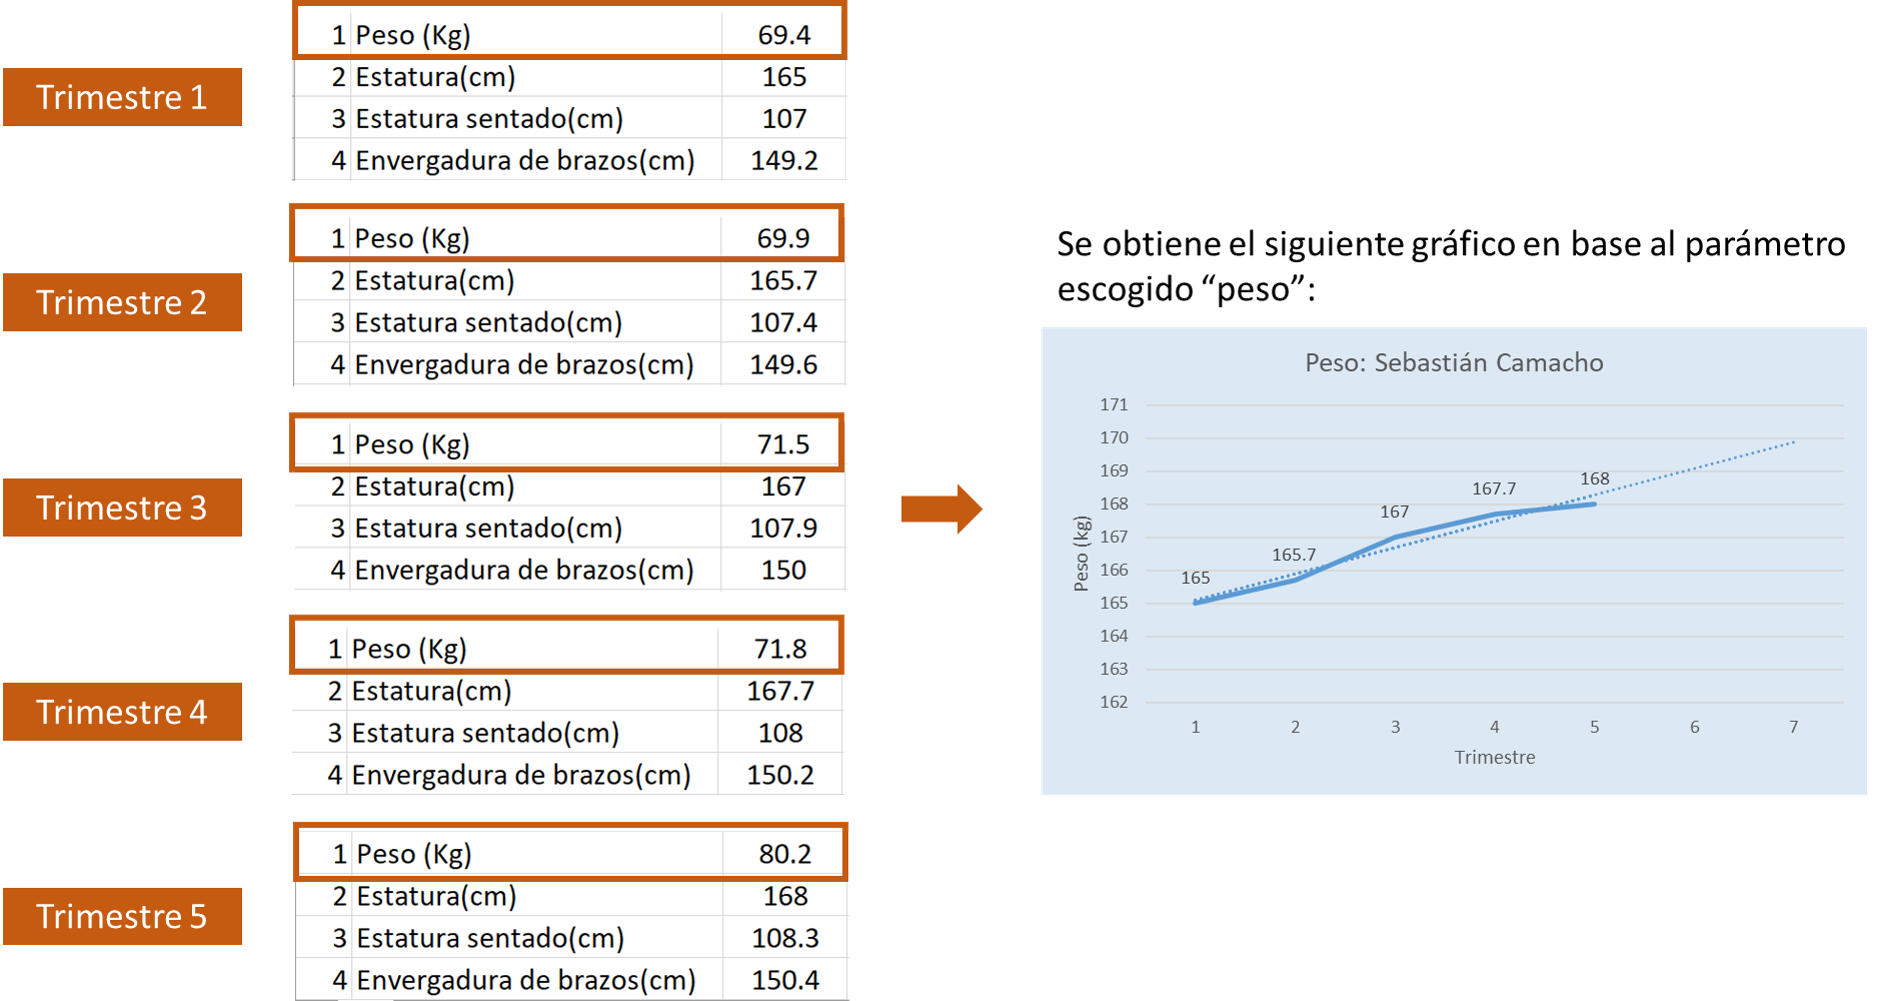 Trimestre 1
1 Peso (Kg) 69.4
2 Estatura(cm) 165
3 Estatura sentado(cm) 107
4 Envergadura de brazos(cm) 149.2
Trimestre 2
1 Peso (Kg) 69.9
2 Estatura(cm) 165.7
3 Estatura sentado(cm) 107.4
4 Envergadura de brazos(cm) 149.6
Trimestre 3
1 Peso (Kg) 71.5
2 Estatura(cm) 167
3 Estatura sentado(cm) 107.9
4 Envergadura de brazos(cm) 150
Trimestre 4
1 Peso (Kg) 71.8
2 Estatura(cm) 167.7
3 Estatura sentado(cm) 108
4 Envergadura de brazos(cm) 150.2
Trimestre 5
1 Peso (Kg) 80.2
2 Estatura(cm) 168
3 Estatura sentado(cm) 108.3
4 Envergadura de brazos(cm) 150.4
Se obtiene el siguiente gráfico en base al parámetro
escogido “peso”:
Peso: Sebastián Camacho
Peso (kg)
171
170
169
168
167
166
165
164
163
162
165
165.7
167
167.7
168
1 2 3 4 5 6 7
Trimestre